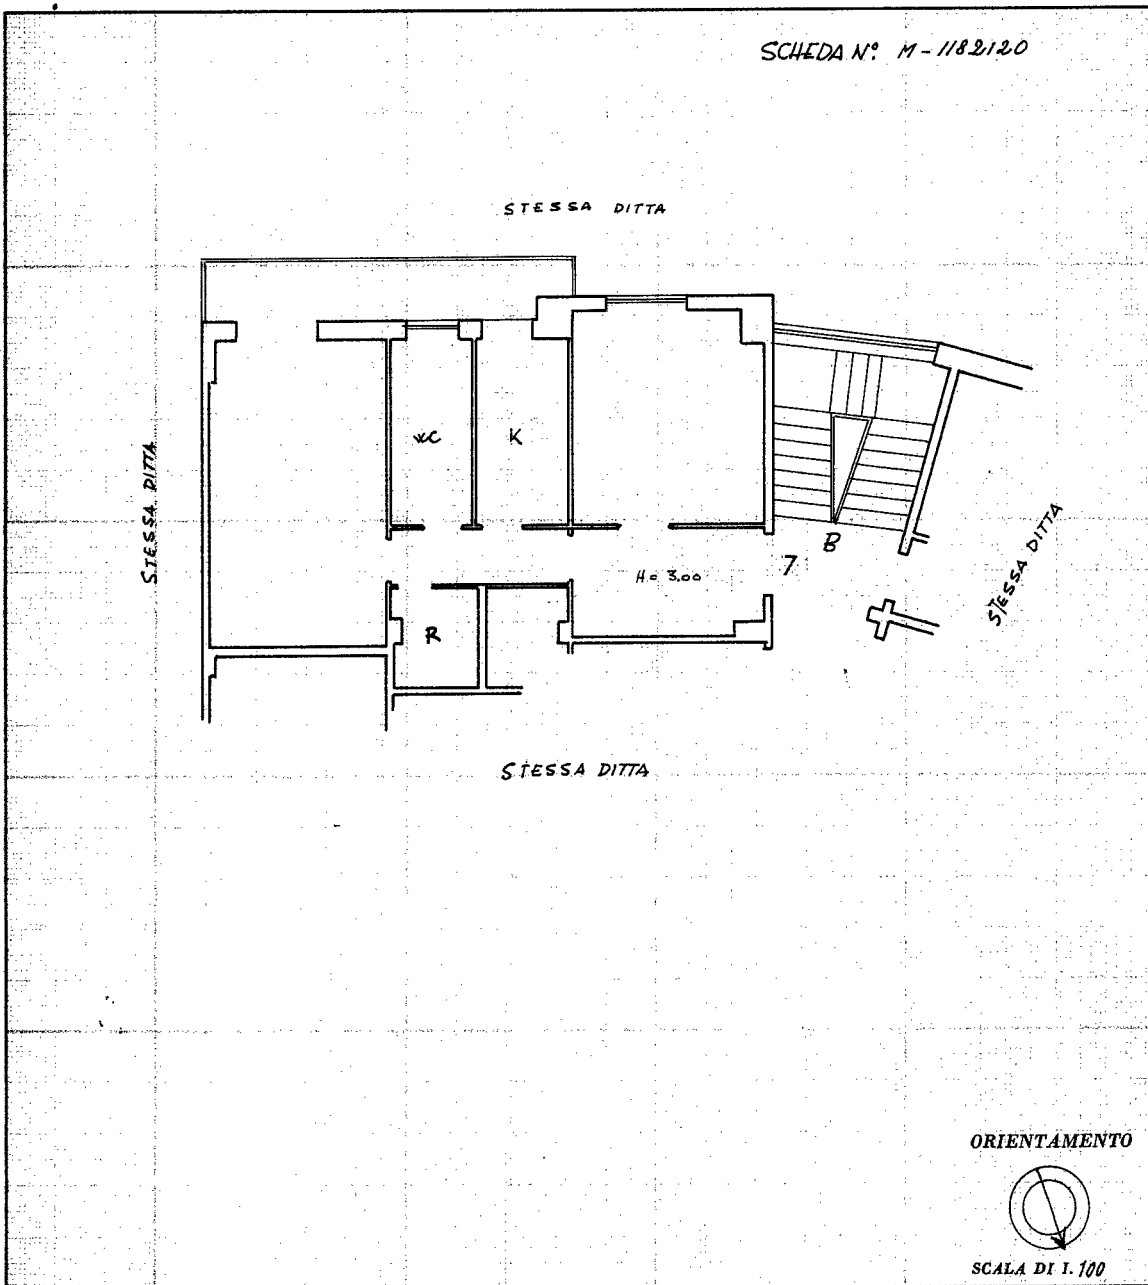 SCHEDA Nº M-1182120
STESSA DITTA
STESSA DITTA
WC
K
H= 3.00
7
B
STESSA DITTA
R
STESSA DITTA
ORIENTAMENTO
SCALA DI 1. 100